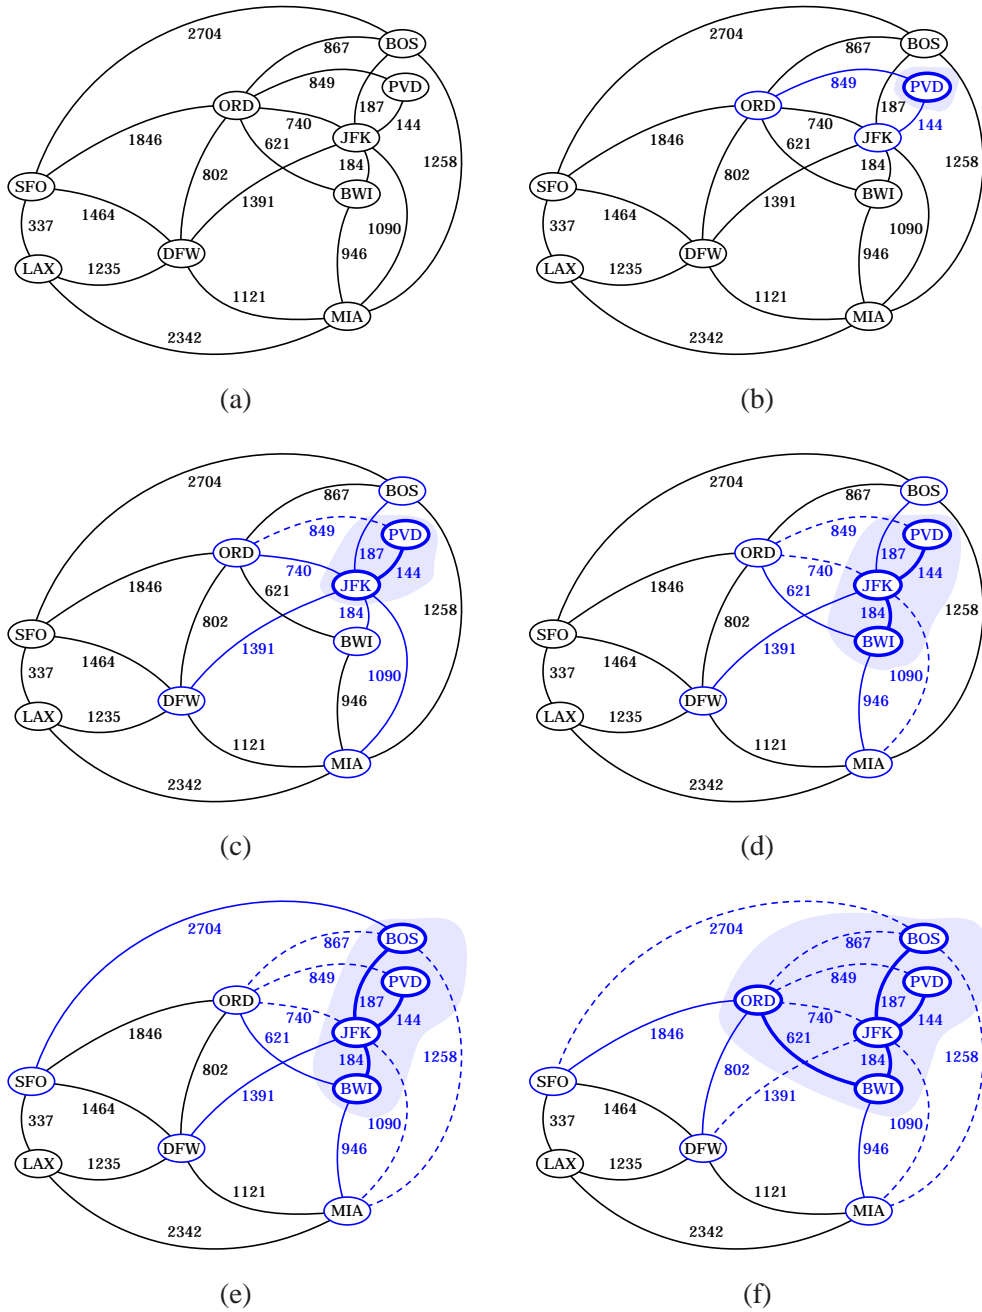 2704
BOS
867
849
PVD
ORD
187
144
740
JFK
1846
621
1258
184
802
SFO
BWI
1464
1391
337
1090
946
DFW
LAX
1235
1121
MIA
2342
(a)
2704
BOS
867
849
PVD
ORD
187
144
740
JFK
1846
621
1258
184
802
SFO
BWI
1464
1391
337
1090
946
DFW
LAX
1235
1121
MIA
2342
(b)
2704
BOS
867
849
PVD
ORD
187
144
740
JFK
1846
621
1258
184
802
SFO
BWI
1464
1391
337
1090
946
DFW
LAX
1235
1121
MIA
2342
(c)
2704
BOS
867
849
PVD
ORD
187
144
740
JFK
1846
621
1258
184
802
SFO
BWI
1464
1391
337
1090
946
DFW
LAX
1235
1121
MIA
2342
(d)
2704
BOS
867
849
PVD
ORD
187
144
740
JFK
1846
621
1258
184
802
SFO
BWI
1464
1391
337
1090
946
DFW
LAX
1235
1121
MIA
2342
(e)
2704
BOS
867
849
PVD
ORD
187
144
740
JFK
1846
621
1258
184
802
SFO
BWI
1464
1391
337
1090
946
DFW
LAX
1235
1121
MIA
2342
(f)